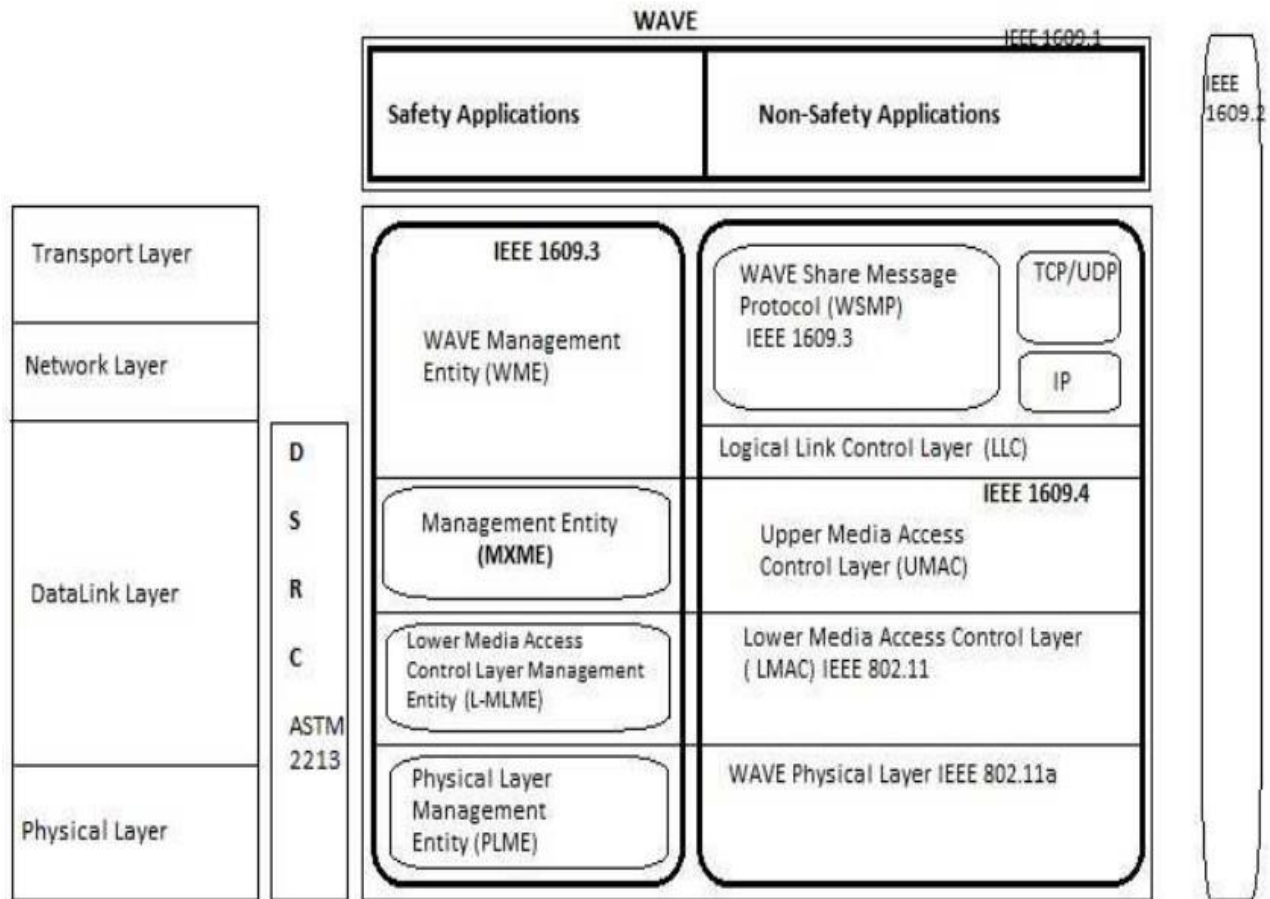 WAVE
IEEE 1609.1
Safety Applications
Non-Safety Applications
IEEE
1609.2
Transport Layer
Network Layer
DataLink Layer
Physical Layer
D
S
R
C
ASTM
2213
IEEE 1609.3
WAVE Management
Entity (WME)
Management Entity
(MXME)
Lower Media Access
Control Layer Management
Entity (L-MLME)
Physical Layer
Management
Entity (PLME)
WAVE Share Message
Protocol (WSMP)
IEEE 1609.3
TCP/UDP
IP
Logical Link Control Layer (LLC)
IEEE 1609.4
Upper Media Access
Control Layer (UMAC)
Lower Media Access Control Layer
( LMAC) IEEE 802.11
WAVE Physical Layer IEEE 802.11a